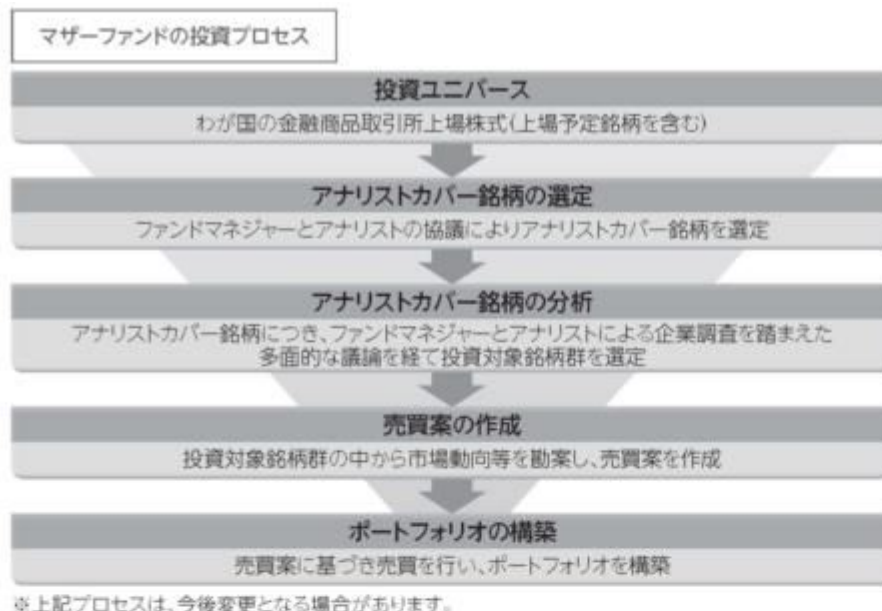 マザーファンドの投資プロセス
投資ユニバース
わが国の金融商品取引所上場株式(上場予定銘柄を含む)
アナリストカバー銘柄の選定
ファンドマネジャーとアナリストの協議によりアナリストカバー銘柄を選定
アナリストカバー銘柄の分析
アナリストカバー銘柄につき、ファンドマネジャーとアナリストによる企業調査を踏まえた
多面的な議論を経て投資対象銘柄群を選定
売買案の作成
投資対象銘柄群の中から市場動向等を勘案し、売買案を作成
ポートフォリオの構築
売買案に基づき売買を行い、ポートフォリオを構築
※上記プロセスは、今後変更となる場合があります。